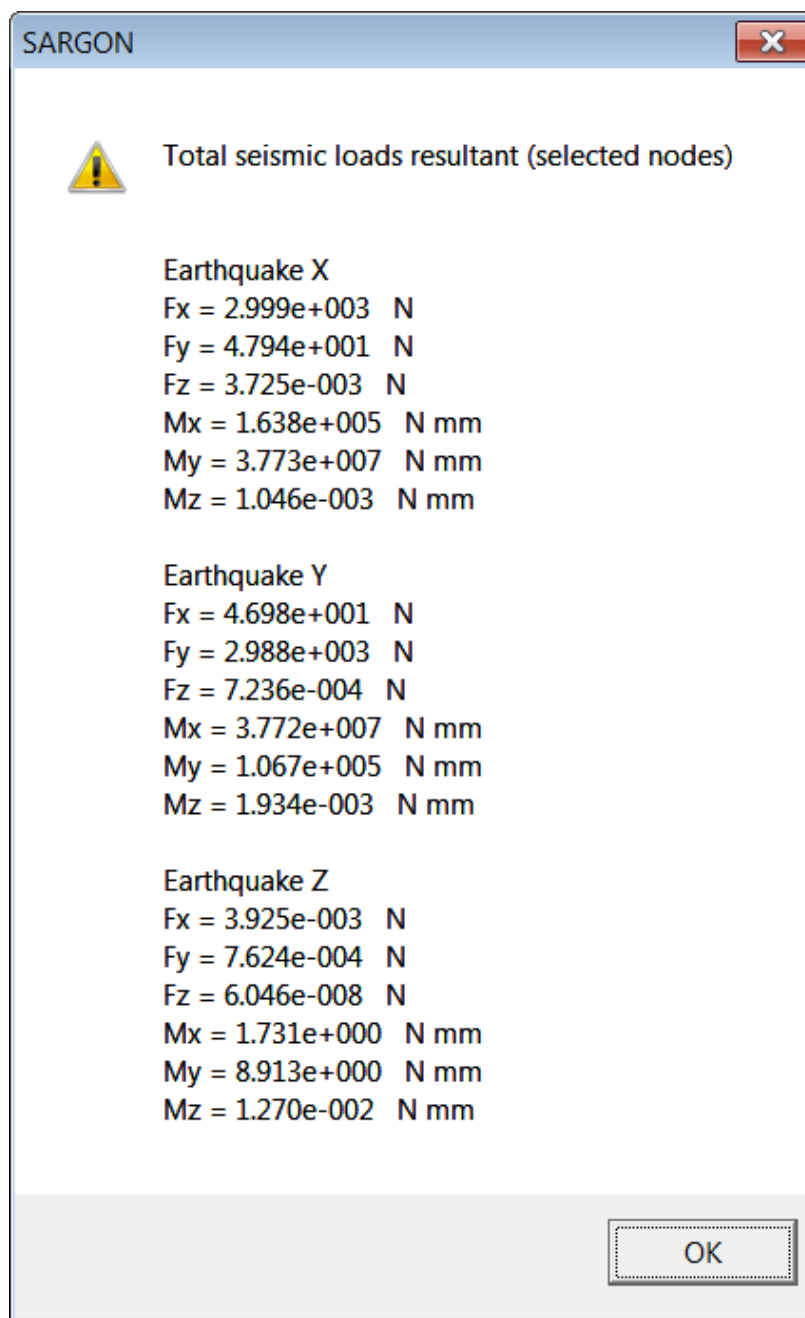 SARGON
Total seismic loads resultant (selected nodes)
Earthquake X
Fx = 2.999e+003 N
Fy = 4.794e+001 N
Fz = 3.725e-003 N
Mx = 1.638e+005 N mm
My = 3.773e+007 N mm
Mz = 1.046e-003 N mm
Earthquake Y
Fx = 4.698e+001 N
Fy = 2.988e+003 N
Fz = 7.236e-004 N
Mx = 3.772e+007 N mm
My = 1.067e+005 N mm
Mz = 1.934e-003 N mm
Earthquake Z
Fx = 3.925e-003 N
Fy = 7.624e-004 N
Fz = 6.046e-008 N
Mx = 1.731e+000 N mm
My = 8.913e+000 N mm
Mz = 1.270e-002 N mm
OK